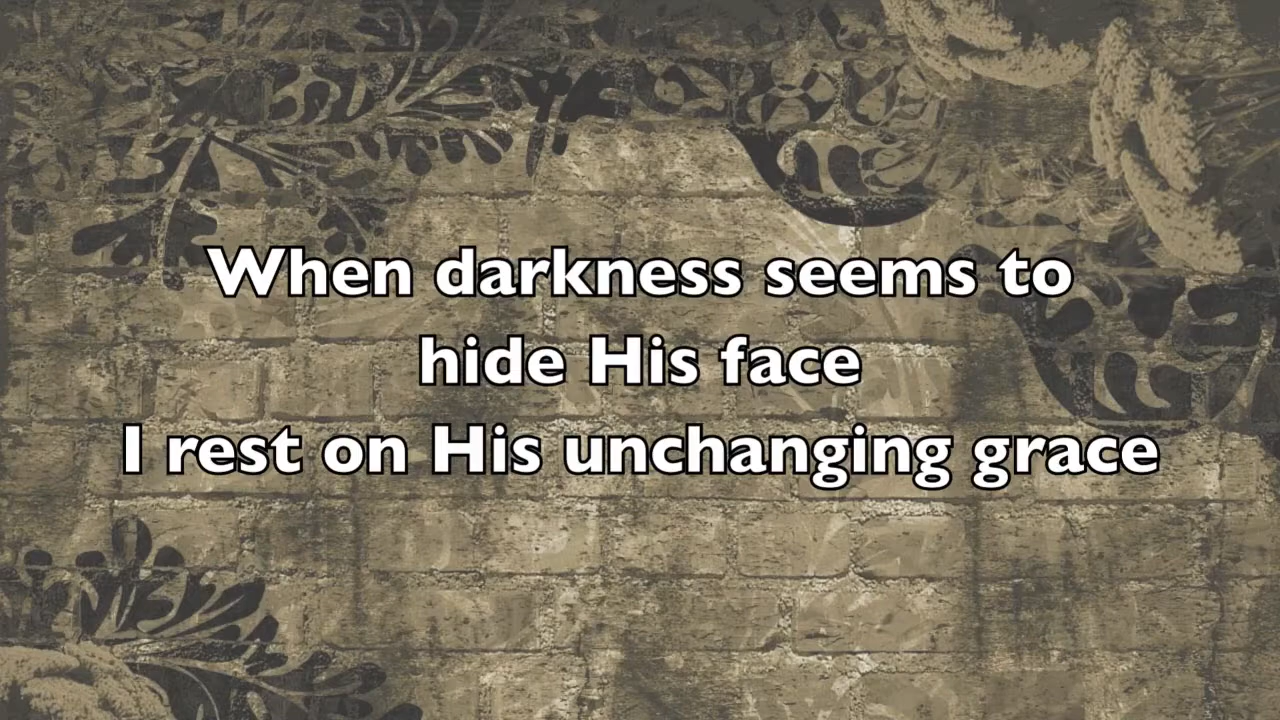 When darkness seems to
hide His face
I rest on His unchanging grace